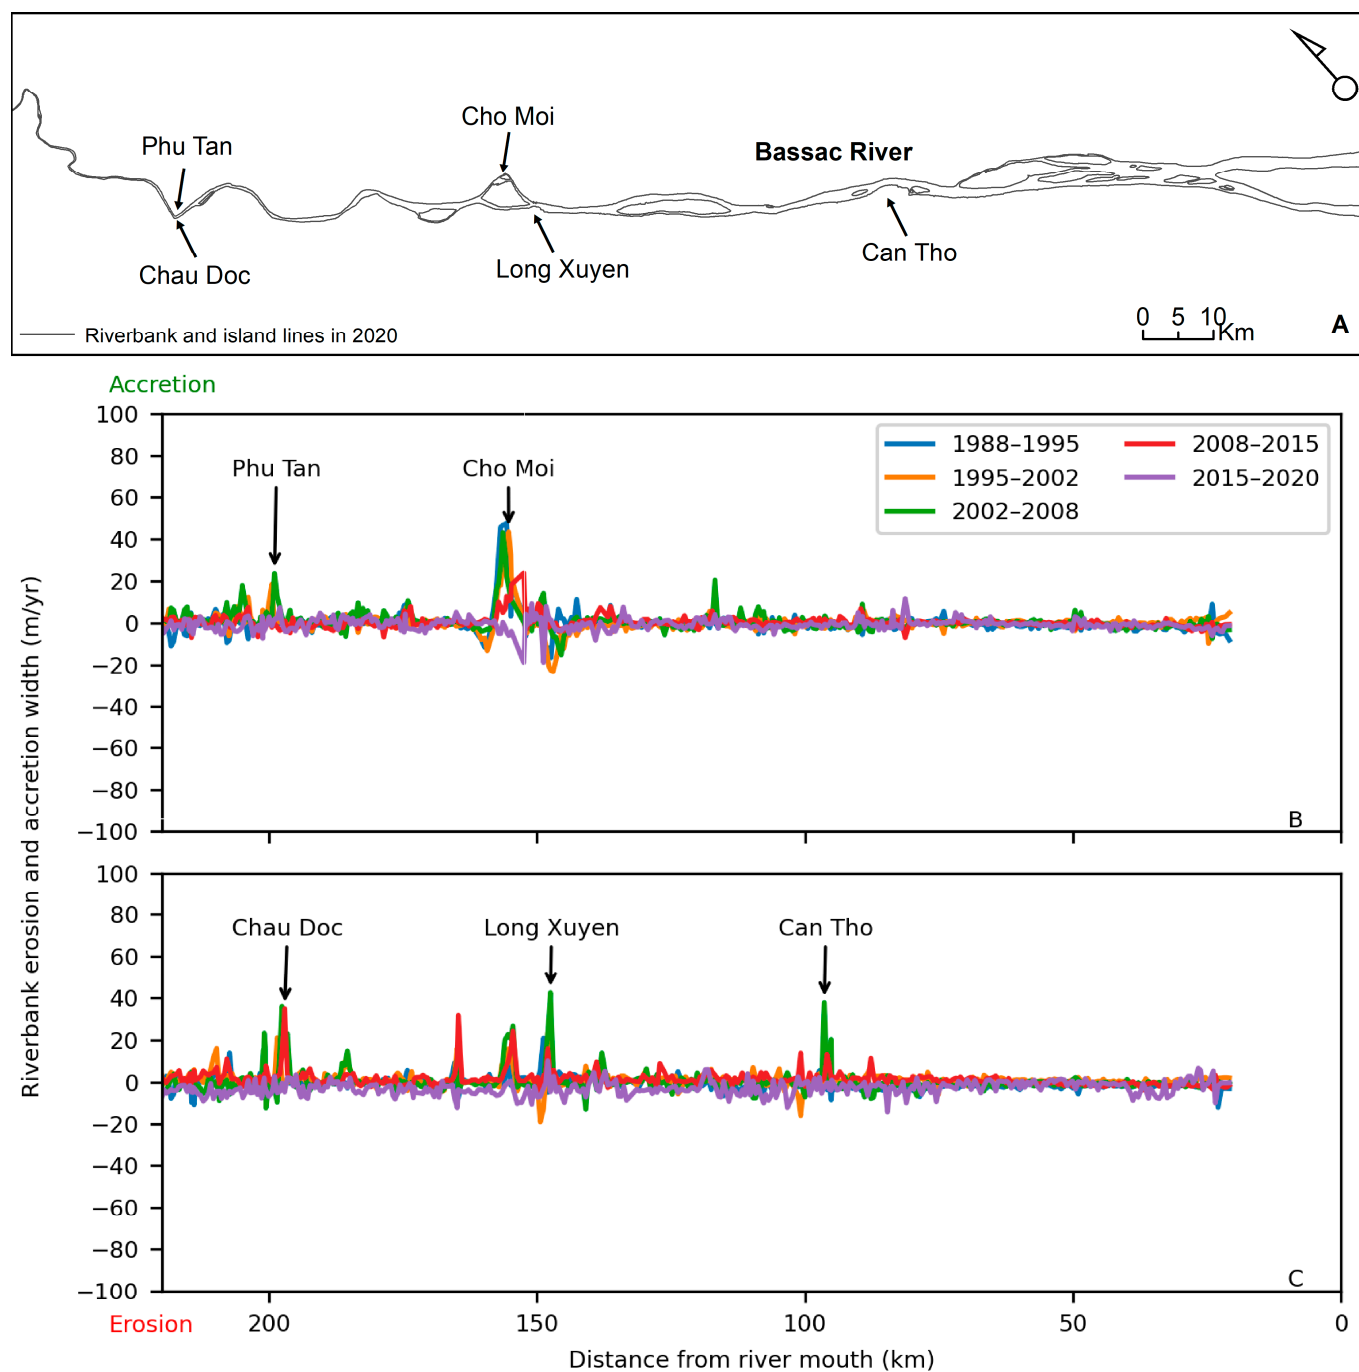 Cho Moi
Phu Tan
Bassac River
Can Tho
Long Xuyen
Chau Doc
0 5 10
Km
A
Riverbank and island lines in 2020
Accretion
100
80
60
40
20
0
−20
−40
−60
−80
−100
Phu Tan
Cho Moi
1988–1995
1995–2002
2002–2008
2008–2015
2015–2020
B
Riverbank erosion and accretion width (m/yr)
100
80
60
40
20
0
−20
−40
−60
−80
−100
Chau Doc
Long Xuyen
Can Tho
C
Erosion
200 150 100 50 0
Distance from river mouth (km)